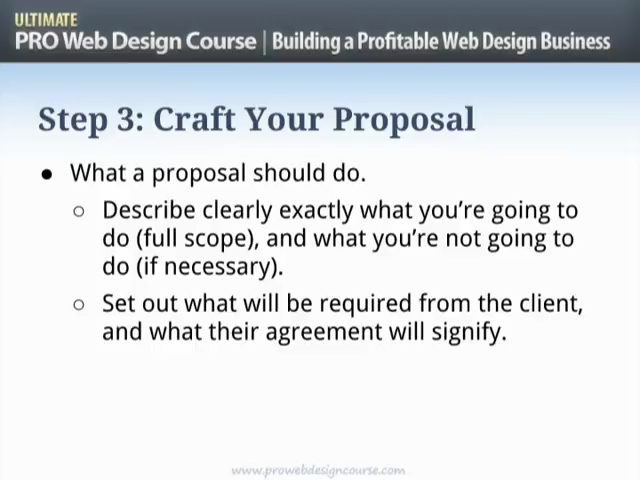 ULTIMATE
PRO Web Design Course | Building a Profitable Web Design Business
Step 3: Craft Your Proposal
● What a proposal should do.
○ Describe clearly exactly what you're going to
do (full scope), and what you're not going to
do (if necessary).
○ Set out what will be required from the client,
and what their agreement will signify.
www.prowebdesigncourse.com